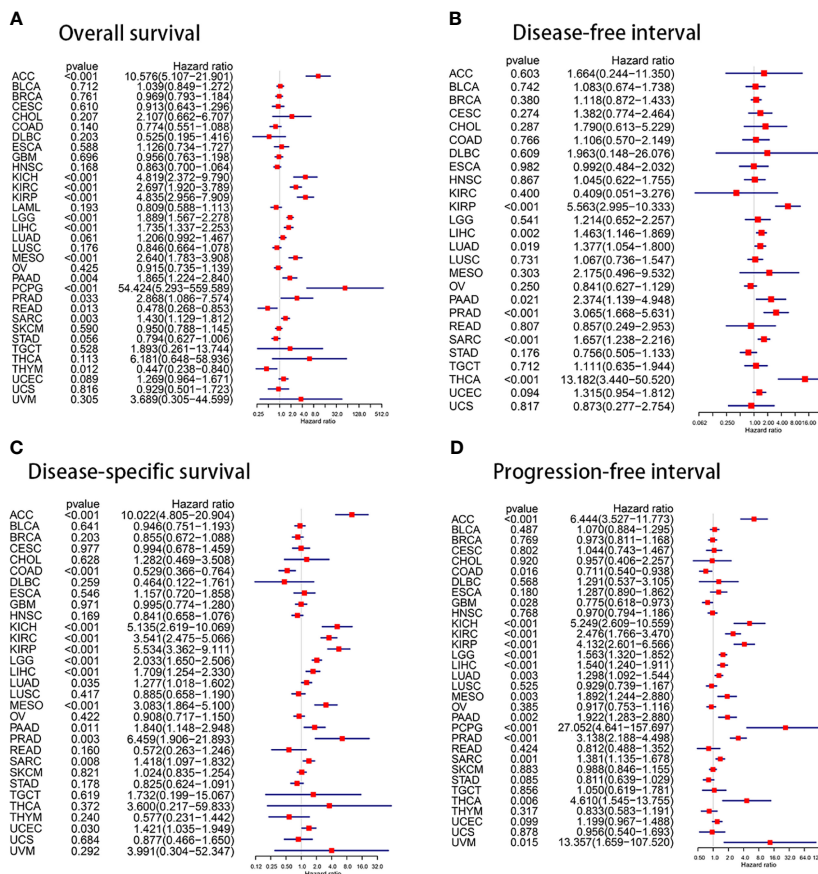 A
Overall survival
pvalue Hazard ratio
ACC <0.001 10.576(5.107−21.901)
BLCA 0.712 1.039(0.849−1.272)
BRCA 0.761 0.969(0.793−1.184)
CESC 0.610 0.913(0.643−1.296)
CHOL 0.207 2.107(0.662−6.707)
COAD 0.140 0.774(0.551−1.088)
DLBC 0.203 0.525(0.195−1.416)
ESCA 0.588 1.126(0.734−1.727)
GBM 0.696 0.956(0.763−1.198)
HNSC 0.168 0.863(0.700−1.064)
KICH <0.001 4.819(2.372−9.790)
KIRC <0.001 2.697(1.920−3.789)
KIRP <0.001 4.835(2.956−7.909)
LAML 0.193 0.809(0.588−1.113)
LGG <0.001 1.889(1.567−2.278)
LIHC <0.001 1.735(1.337−2.253)
LUAD 0.061 1.206(0.992−1.467)
LUSC 0.176 0.846(0.664−1.078)
MESO <0.001 2.640(1.783−3.908)
OV 0.425 0.915(0.735−1.139)
PAAD 0.004 1.865(1.224−2.840)
PCPG <0.001 54.424(5.293−559.589)
PRAD 0.033 2.868(1.086−7.574)
READ 0.013 0.478(0.268−0.853)
SARC 0.003 1.430(1.129−1.812)
SKCM 0.590 0.950(0.788−1.145)
STAD 0.056 0.794(0.627−1.006)
TGCT 0.528 1.893(0.261−13.744)
THCA 0.113 6.181(0.648−58.936)
THYM 0.012 0.447(0.238−0.840)
UCEC 0.089 1.269(0.964−1.671)
UCS 0.816 0.929(0.501−1.723)
UVM 0.305 3.689(0.305−44.599)
0.25 1.0 2.0 4.0 8.0 32.0 128.0 512.0
Hazard ratio
B
Disease-free interval
pvalue Hazard ratio
ACC 0.603 1.664(0.244−11.350)
BLCA 0.742 1.083(0.674−1.738)
BRCA 0.380 1.118(0.872−1.433)
CESC 0.274 1.382(0.774−2.464)
CHOL 0.287 1.790(0.613−5.229)
COAD 0.766 1.106(0.570−2.149)
DLBC 0.609 1.963(0.148−26.076)
ESCA 0.982 0.992(0.484−2.032)
HNSC 0.867 1.045(0.622−1.755)
KIRC 0.400 0.409(0.051−3.276)
KIRP <0.001 5.563(2.995−10.333)
LGG 0.541 1.214(0.652−2.257)
LIHC 0.002 1.463(1.146−1.869)
LUAD 0.019 1.377(1.054−1.800)
LUSC 0.731 1.067(0.736−1.547)
MESO 0.303 2.175(0.496−9.532)
OV 0.250 0.841(0.627−1.129)
PAAD 0.021 2.374(1.139−4.948)
PRAD <0.001 3.065(1.668−5.631)
READ 0.807 0.857(0.249−2.953)
SARC <0.001 1.657(1.238−2.216)
STAD 0.176 0.756(0.505−1.133)
TGCT 0.712 1.111(0.635−1.944)
THCA <0.001 13.182(3.440−50.520)
UCEC 0.094 1.315(0.954−1.812)
UCS 0.817 0.873(0.277−2.754)
0.062 0.250 1.00 2.00 4.00 8.00 16.00
Hazard ratio
C
Disease-specific survival
pvalue Hazard ratio
ACC <0.001 10.022(4.805−20.904)
BLCA 0.641 0.946(0.751−1.193)
BRCA 0.203 0.855(0.672−1.088)
CESC 0.977 0.994(0.678−1.459)
CHOL 0.628 1.282(0.469−3.508)
COAD <0.001 0.529(0.366−0.764)
DLBC 0.259 0.464(0.122−1.761)
ESCA 0.546 1.157(0.720−1.858)
GBM 0.971 0.995(0.774−1.280)
HNSC 0.169 0.841(0.658−1.076)
KICH <0.001 5.135(2.619−10.069)
KIRC <0.001 3.541(2.475−5.066)
KIRP <0.001 5.534(3.362−9.111)
LGG <0.001 2.033(1.650−2.506)
LIHC <0.001 1.709(1.254−2.330)
LUAD 0.035 1.277(1.018−1.602)
LUSC 0.417 0.885(0.658−1.190)
MESO <0.001 3.083(1.864−5.100)
OV 0.422 0.908(0.717−1.150)
PAAD 0.011 1.840(1.148−2.948)
PRAD 0.003 6.459(1.906−21.893)
READ 0.160 0.572(0.263−1.246)
SARC 0.008 1.418(1.097−1.832)
SKCM 0.821 1.024(0.835−1.254)
STAD 0.178 0.825(0.624−1.091)
TGCT 0.619 1.732(0.199−15.067)
THCA 0.372 3.600(0.217−59.833)
THYM 0.240 0.577(0.231−1.442)
UCEC 0.030 1.421(1.035−1.949)
UCS 0.684 0.877(0.466−1.650)
UVM 0.292 3.991(0.304−52.347)
0.12 0.25 0.50 1.0 2.0 4.0 8.0 16.0 32.0
Hazard ratio
D
Progression-free interval
pvalue Hazard ratio
ACC <0.001 6.444(3.527−11.773)
BLCA 0.487 1.070(0.884−1.295)
BRCA 0.769 0.973(0.811−1.168)
CESC 0.802 1.044(0.743−1.467)
CHOL 0.920 0.957(0.406−2.257)
COAD 0.016 0.711(0.540−0.938)
DLBC 0.568 1.291(0.537−3.105)
ESCA 0.180 1.287(0.890−1.862)
GBM 0.028 0.775(0.618−0.973)
HNSC 0.768 0.970(0.794−1.186)
KICH <0.001 5.249(2.609−10.559)
KIRC <0.001 2.476(1.766−3.470)
KIRP <0.001 4.132(2.601−6.566)
LGG <0.001 1.563(1.320−1.852)
LIHC <0.001 1.540(1.240−1.911)
LUAD 0.003 1.298(1.092−1.544)
LUSC 0.525 0.929(0.739−1.167)
MESO 0.003 1.892(1.244−2.880)
OV 0.385 0.917(0.753−1.116)
PAAD 0.002 1.922(1.283−2.880)
PCPG <0.001 27.052(4.641−157.697)
PRAD <0.001 3.138(2.188−4.498)
READ 0.424 0.812(0.488−1.352)
SARC 0.001 1.381(1.135−1.678)
SKCM 0.883 0.988(0.846−1.155)
STAD 0.085 0.811(0.639−1.029)
TGCT 0.856 1.050(0.619−1.781)
THCA 0.006 4.610(1.545−13.755)
THYM 0.317 0.833(0.583−1.191)
UCEC 0.099 1.199(0.967−1.488)
UCS 0.878 0.956(0.540−1.693)
UVM 0.015 13.357(1.659−107.520)
0.50 1.0 2.0 4.0 8.0 16.0 32.0
Hazard ratio